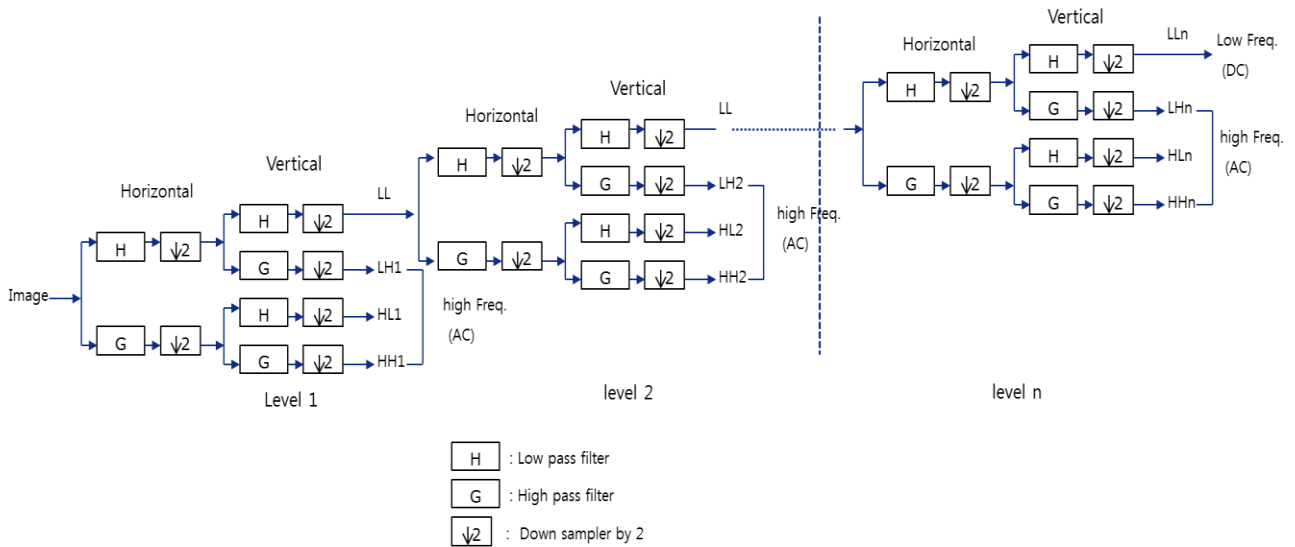 Image
Horizontal
H
↓2
G
↓2
Vertical
H
↓2
LL
G
↓2
LH1
H
↓2
HL1
G
↓2
HH1
high Freq.
(AC)
Level 1
Horizontal
H
↓2
G
↓2
Vertical
H
↓2
LL
G
↓2
LH2
H
↓2
HL2
G
↓2
HH2
high Freq.
(AC)
level 2
Horizontal
H
↓2
G
↓2
Vertical
H
↓2
LLn
Low Freq.
(DC)
G
↓2
LHn
H
↓2
HLn
G
↓2
HHn
high Freq.
(AC)
level n
H : Low pass filter
G : High pass filter
↓2 : Down sampler by 2